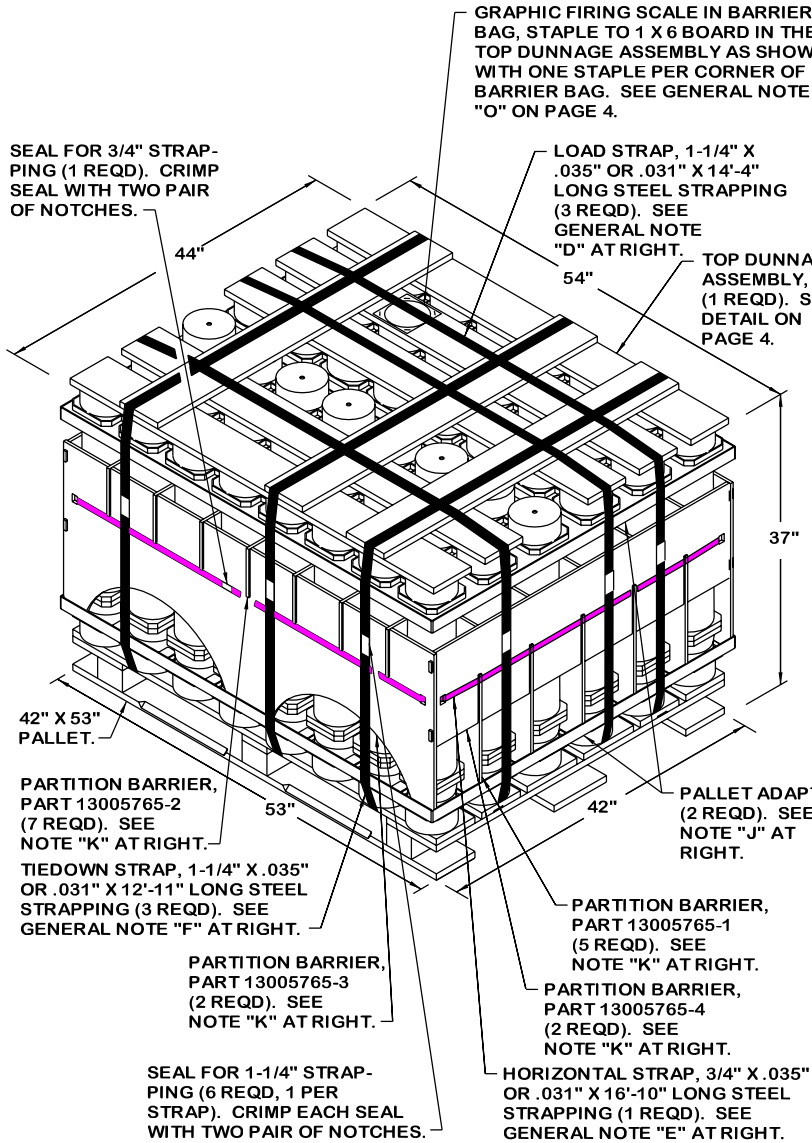 GRAPHIC FIRING SCALE IN BARRIER
BAG, STAPLE TO 1 X 6 BOARD IN THE
TOP DUNNAGE ASSEMBLY AS SHOW
WITH ONE STAPLE PER CORNER OF
BARRIER BAG. SEE GENERAL NOTE
"O" ON PAGE 4.
SEAL FOR 3/4" STRAP-
PING (1 REQD). CRIMP
SEAL WITH TWO PAIR
OF NOTCHES.
LOAD STRAP, 1-1/4" X
.035" OR .031" X 14'-4"
LONG STEEL STRAPPING
(3 REQD). SEE
GENERAL NOTE
"D" AT RIGHT.
44"
54"
TOP DUNNA
ASSEMBLY,
(1 REQD). S
DETAIL ON
PAGE 4.
37"
42" X 53"
PALLET.
53"
42"
PARTITION BARRIER,
PART 13005765-2
(7 REQD). SEE
NOTE "K" AT RIGHT.
PALLET ADAPT
(2 REQD). SEE
NOTE "J" AT
RIGHT.
TIEDOWN STRAP, 1-1/4" X .035"
OR .031" X 12'-11" LONG STEEL
STRAPPING (3 REQD). SEE
GENERAL NOTE "F" AT RIGHT.
PARTITION BARRIER,
PART 13005765-1
(5 REQD). SEE
NOTE "K" AT RIGHT.
PARTITION BARRIER,
PART 13005765-3
(2 REQD). SEE
NOTE "K" AT RIGHT.
PARTITION BARRIER,
PART 13005765-4
(2 REQD). SEE
NOTE "K" AT RIGHT.
SEAL FOR 1-1/4" STRAP-
PING (6 REQD, 1 PER
STRAP). CRIMP EACH SEAL
WITH TWO PAIR OF NOTCHES.
HORIZONTAL STRAP, 3/4" X .035"
OR .031" X 16'-10" LONG STEEL
STRAPPING (1 REQD). SEE
GENERAL NOTE "E" AT RIGHT.